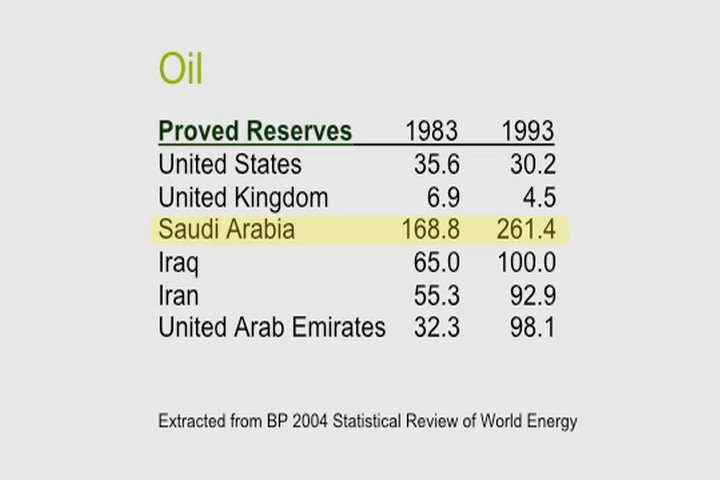 Oil
Proved Reserves 1983 1993
United States 35.6 30.2
United Kingdom 6.9 4.5
Saudi Arabia 168.8 261.4
Iraq 65.0 100.0
Iran 55.3 92.9
United Arab Emirates 32.3 98.1
Extracted from BP 2004 Statistical Review of World Energy